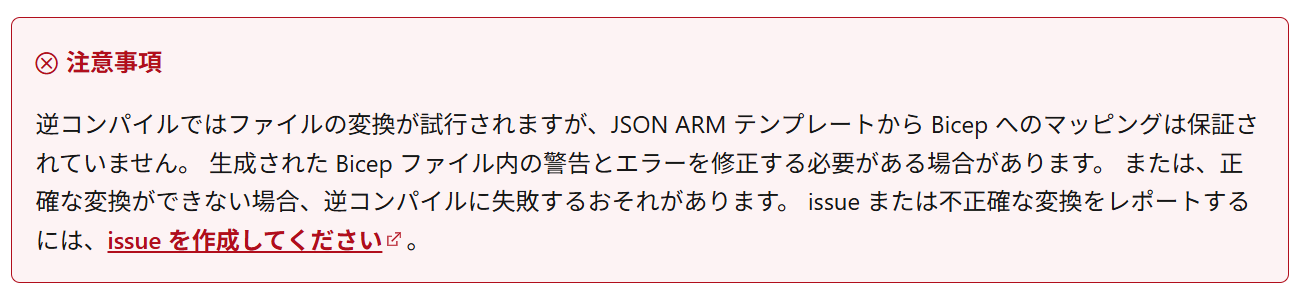 注意事項
逆コンパイルではファイルの変換が試行されますが、JSON ARM テンプレートから Bicep へのマッピングは保証さ
れていません。 生成された Bicep ファイル内の警告とエラーを修正する必要がある場合があります。 または、正
確な変換ができない場合、逆コンパイルに失敗するおそれがあります。 issue または不正確な変換をレポートする
には、issue を作成してください。